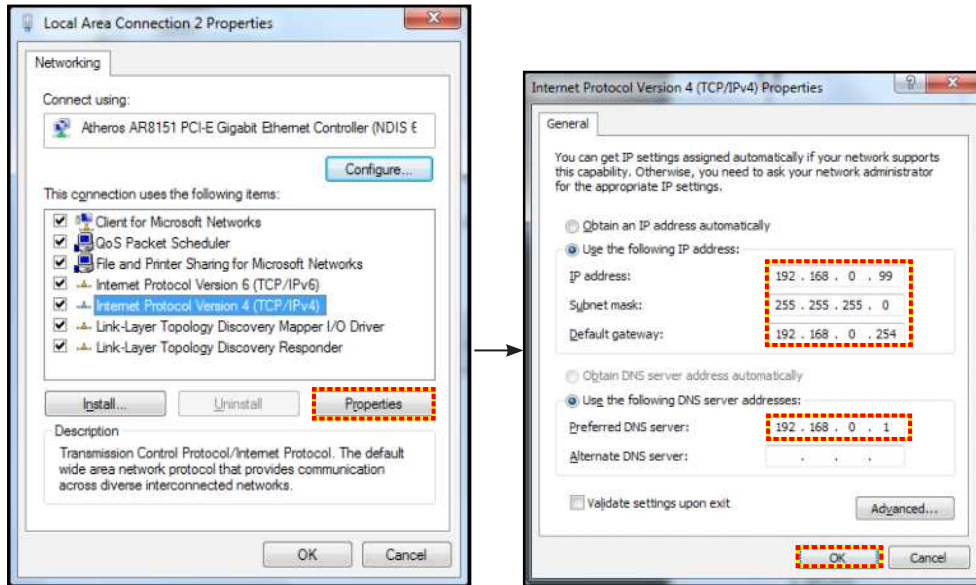 Local Area Connection 2 Properties
Networking
Connect using:
Atheros AR8151 PCI-E Gigabit Ethernet Controller (NDIS 6
Configure...
This connection uses the following items:
Client for Microsoft Networks
QoS Packet Scheduler
File and Printer Sharing for Microsoft Networks
Internet Protocol Version 6 (TCP/IPv6)
Internet Protocol Version 4 (TCP/IPv4)
Link-Layer Topology Discovery Mapper I/O Driver
Link-Layer Topology Discovery Responder
Install...
Uninstall
Properties
Description
Transmission Control Protocol/Internet Protocol. The default
wide area network protocol that provides communication
across diverse interconnected networks.
OK
Cancel
Internet Protocol Version 4 (TCP/IPv4) Properties
General
You can get IP settings assigned automatically if your network supports
this capability. Otherwise, you need to ask your network administrator
for the appropriate IP settings.
Obtain an IP address automatically
Use the following IP address:
IP address: 192 . 168 . 0 . 99
Subnet mask: 255 . 255 . 255 . 0
Default gateway: 192 . 168 . 0 . 254
Obtain DNS server address automatically
Use the following DNS server addresses:
Preferred DNS server: 192 . 168 . 0 . 1
Alternate DNS server: . . .
Validate settings upon exit
Advanced...
OK
Cancel